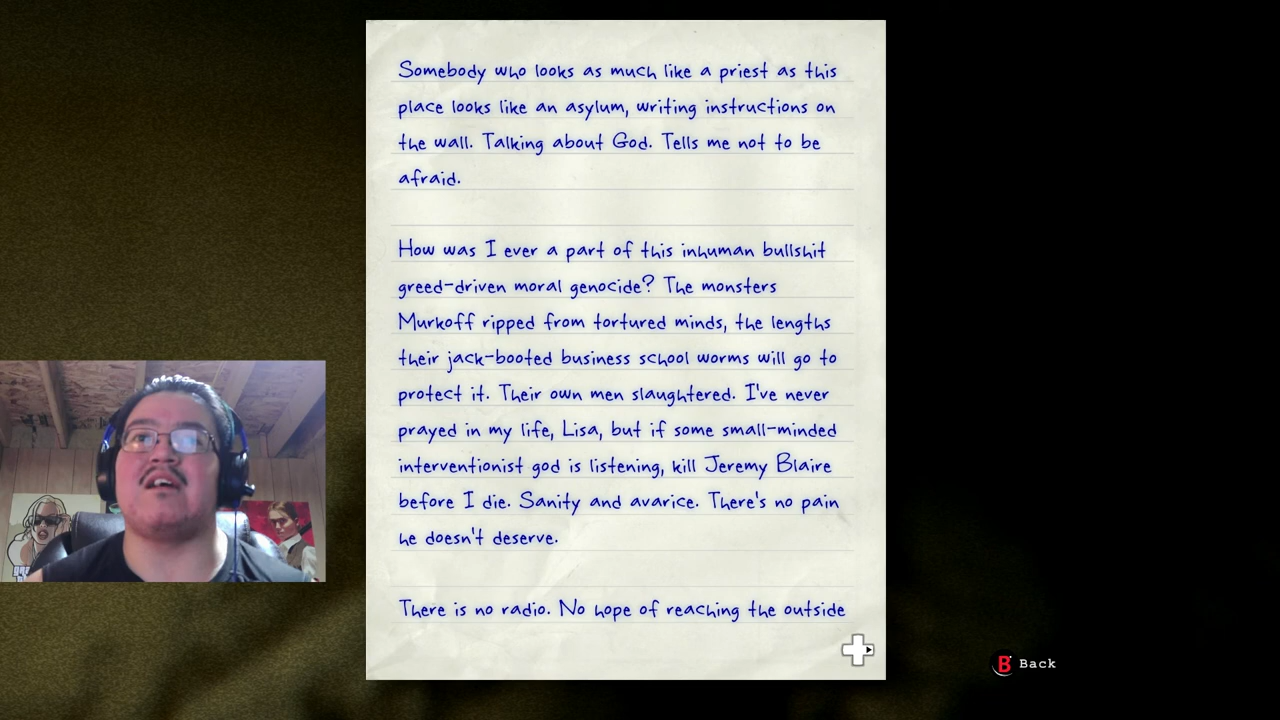 Somebody who looks as much like a priest as this
place looks like an asylum, writing instructions on
the wall. Talking about God. Tells me not to be
afraid.
How was I ever a part of this inhuman bullshit
greed-driven moral genocide? The monsters
Murkoff ripped from tortured minds, the lengths
their jack-booted business school worms will go to
protect it. Their own men slaughtered. I've never
prayed in my life, Lisa, but if some small-minded
interventionist god is listening, kill Jeremy Blaire
before I die. Sanity and avarice. There's no pain
he doesn't deserve.
There is no radio. No hope of reaching the outside
B Back